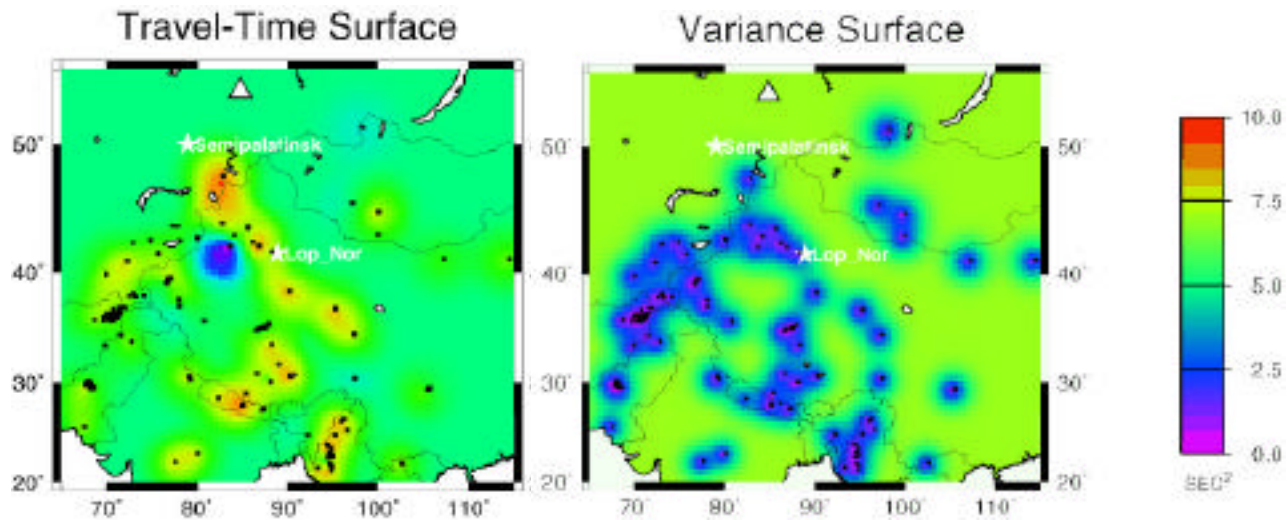 Travel-Time Surface
Variance Surface
50°
40°
30°
20°
Semipalatinsk
Lop_Nor
70° 80° 90° 100° 110°
50°
40°
30°
20°
Semipalatinsk
Lop_Nor
70 80 90 100 110
50°
40°
30°
20°
10.0
7.5
5.0
2.5
0.0
SEC²